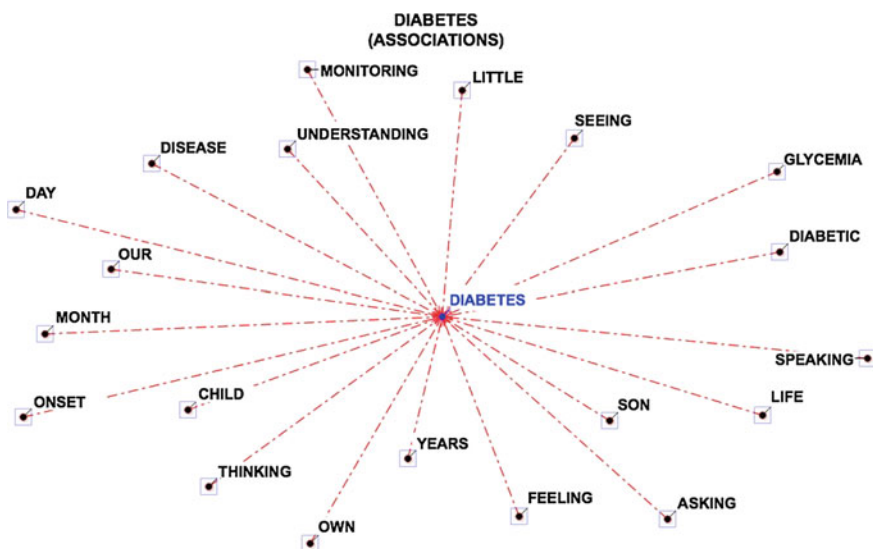 DIABETES
(ASSOCIATIONS)
MONITORING
LITTLE
SEEING
UNDERSTANDING
DISEASE
GLYCEMIA
DAY
DIABETIC
OUR
DIABETES
MONTH
SPEAKING
CHILD
LIFE
ONSET
SON
YEARS
THINKING
FEELING
ASKING
OWN